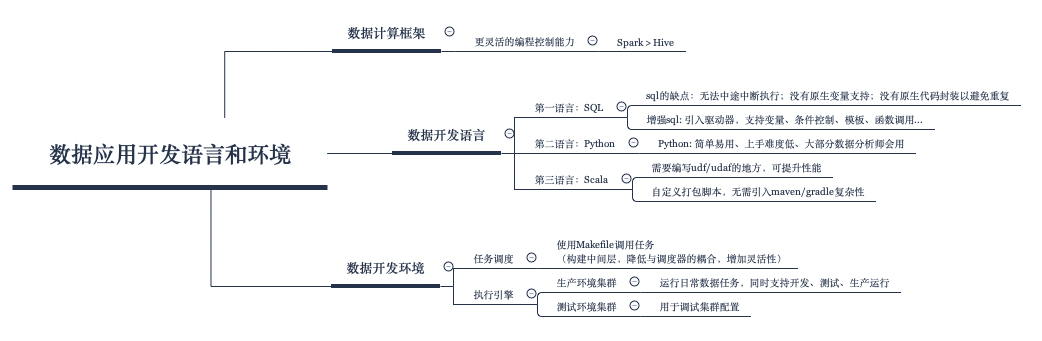 数据应用开发语言和环境
数据计算框架
更灵活的编程控制能力
Spark > Hive
数据开发语言
第一语言：SQL
sql的缺点：无法中途中断执行；没有原生变量支持；没有原生代码封装以避免重复
增强sql: 引入驱动器，支持变量、条件控制、模板、函数调用...
第二语言：Python
Python: 简单易用、上手难度低、大部分数据分析师会用
第三语言：Scala
需要编写udf/udaf的地方，可提升性能
自定义打包脚本，无需引入maven/gradle复杂性
数据开发环境
任务调度
使用Makefile调用任务
（构建中间层，降低与调度器的耦合，增加灵活性）
执行引擎
生产环境集群
运行日常数据任务，同时支持开发、测试、生产运行
测试环境集群
用于调试集群配置